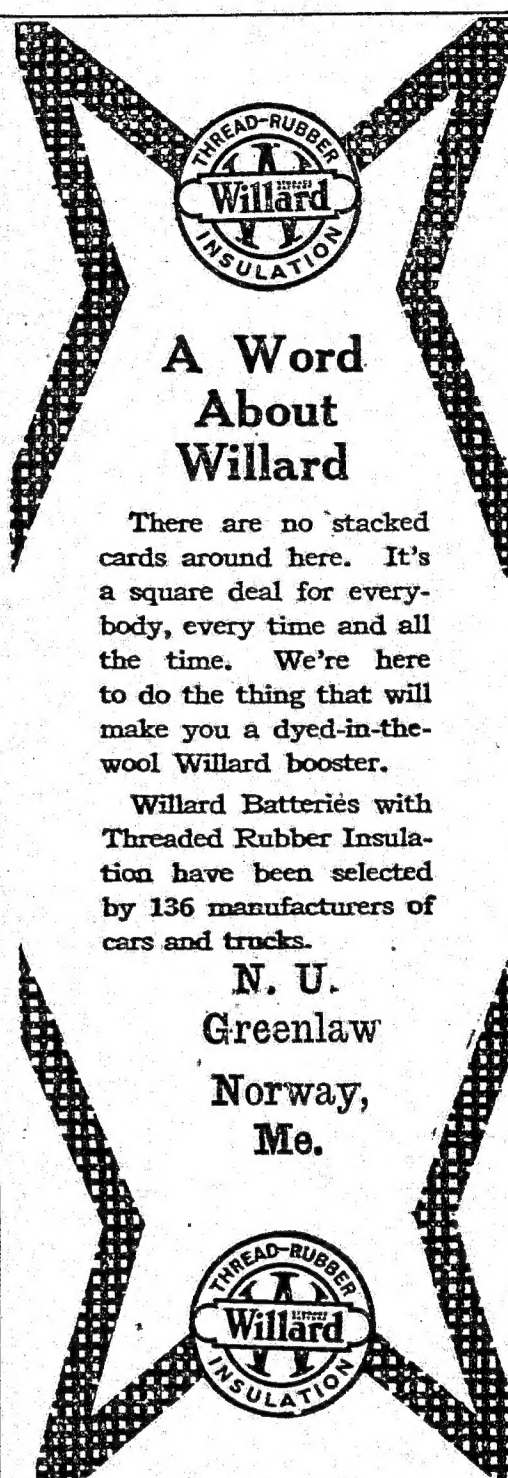 THREAD-RUBBER
Willard
INSULATION
A Word
About
Willard
There are no stacked
cards around here. It's
a square deal for every-
body, every time and all
the time. We're here
to do the thing that will
make you a dyed-in-the-
wool Willard booster.
Willard Batteries with
Threaded Rubber Insula-
tion have been selected
by 136 manufacturers of
cars and trucks.
N. U.
Greenlaw
Norway,
Me.
THREAD-RUBBER
Willard
INSULATION